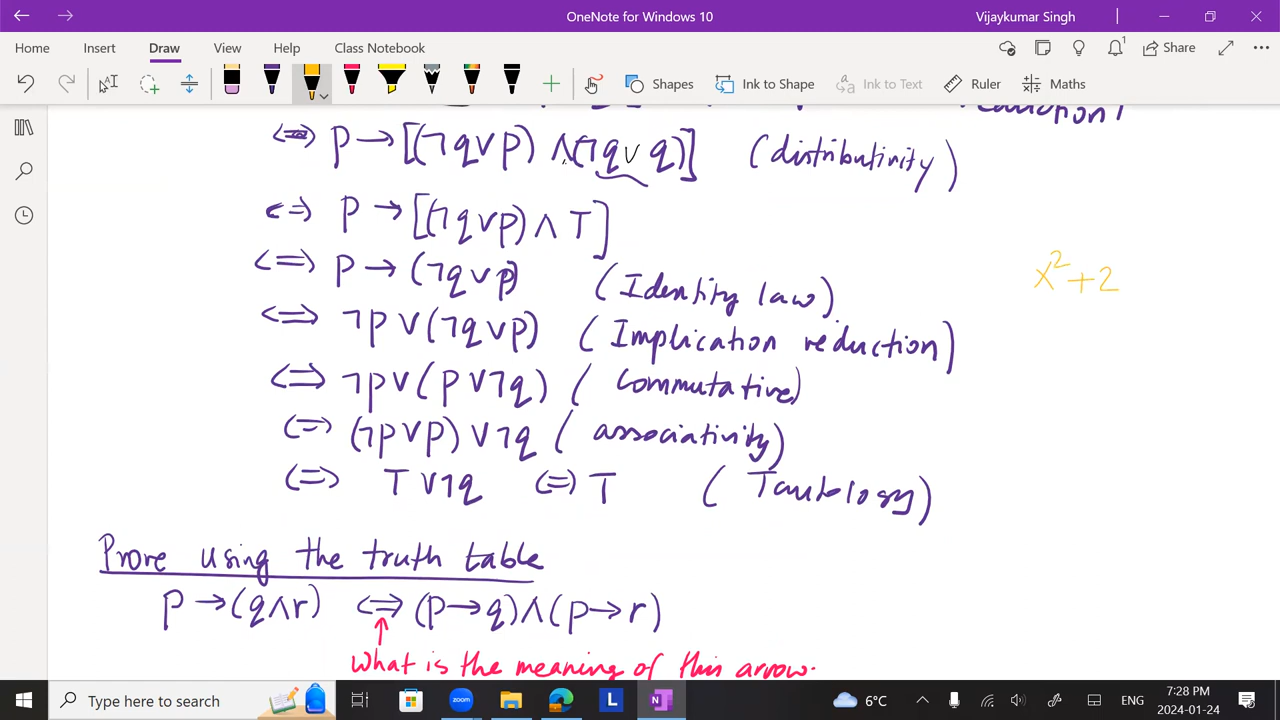 OneNote for Windows 10
Vijaykumar Singh
Home Insert Draw View Help Class Notebook Share
Shapes Ink to Shape Ink to Text Ruler Maths
⟺ p → [(¬q ∨ p) ∧ (¬q ∨ q)] (distributivity)
⟺ p → [(¬q ∨ p) ∧ T]
⟺ p → (¬q ∨ p) (Identity law)
x² + 2
⟺ ¬p ∨ (¬q ∨ p) (Implication reduction)
⟺ ¬p ∨ (p ∨ ¬q) (commutative)
⟺ (¬p ∨ p) ∨ ¬q (associativity)
⟺ T ∨ ¬q ⟺ T (Tautology)
Prove using the truth table
p → (q ∧ r) ⟺ (p → q) ∧ (p → r)
What is the meaning of this arrow.
Type here to search
L
N
zoom
6°C
ENG
7:28 PM
2024-01-24